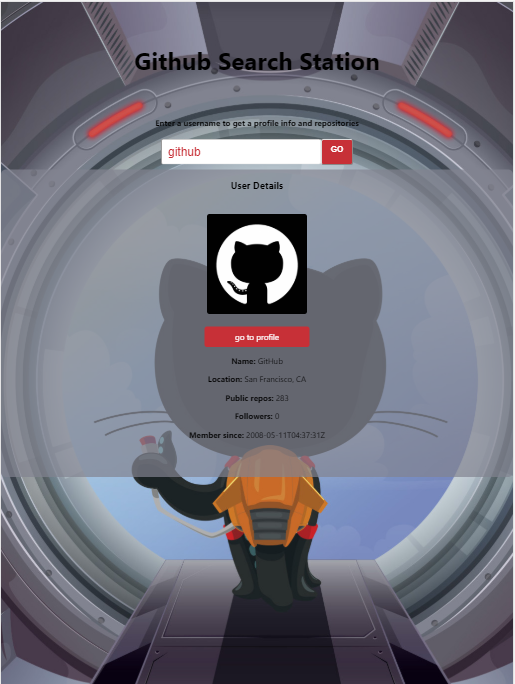 Github Search Station
Enter a username to get a profile info and repositories
github GO
User Details
go to profile
Name: GitHub
Location: San Francisco, CA
Public repos: 283
Followers: 0
Member since: 2008-05-11T04:37:31Z